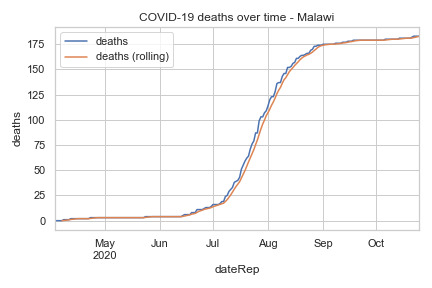 COVID-19 deaths over time - Malawi
deaths
deaths (rolling)
deaths
175
150
125
100
75
50
25
0
May
2020
Jun
Jul
Aug
Sep
Oct
dateRep